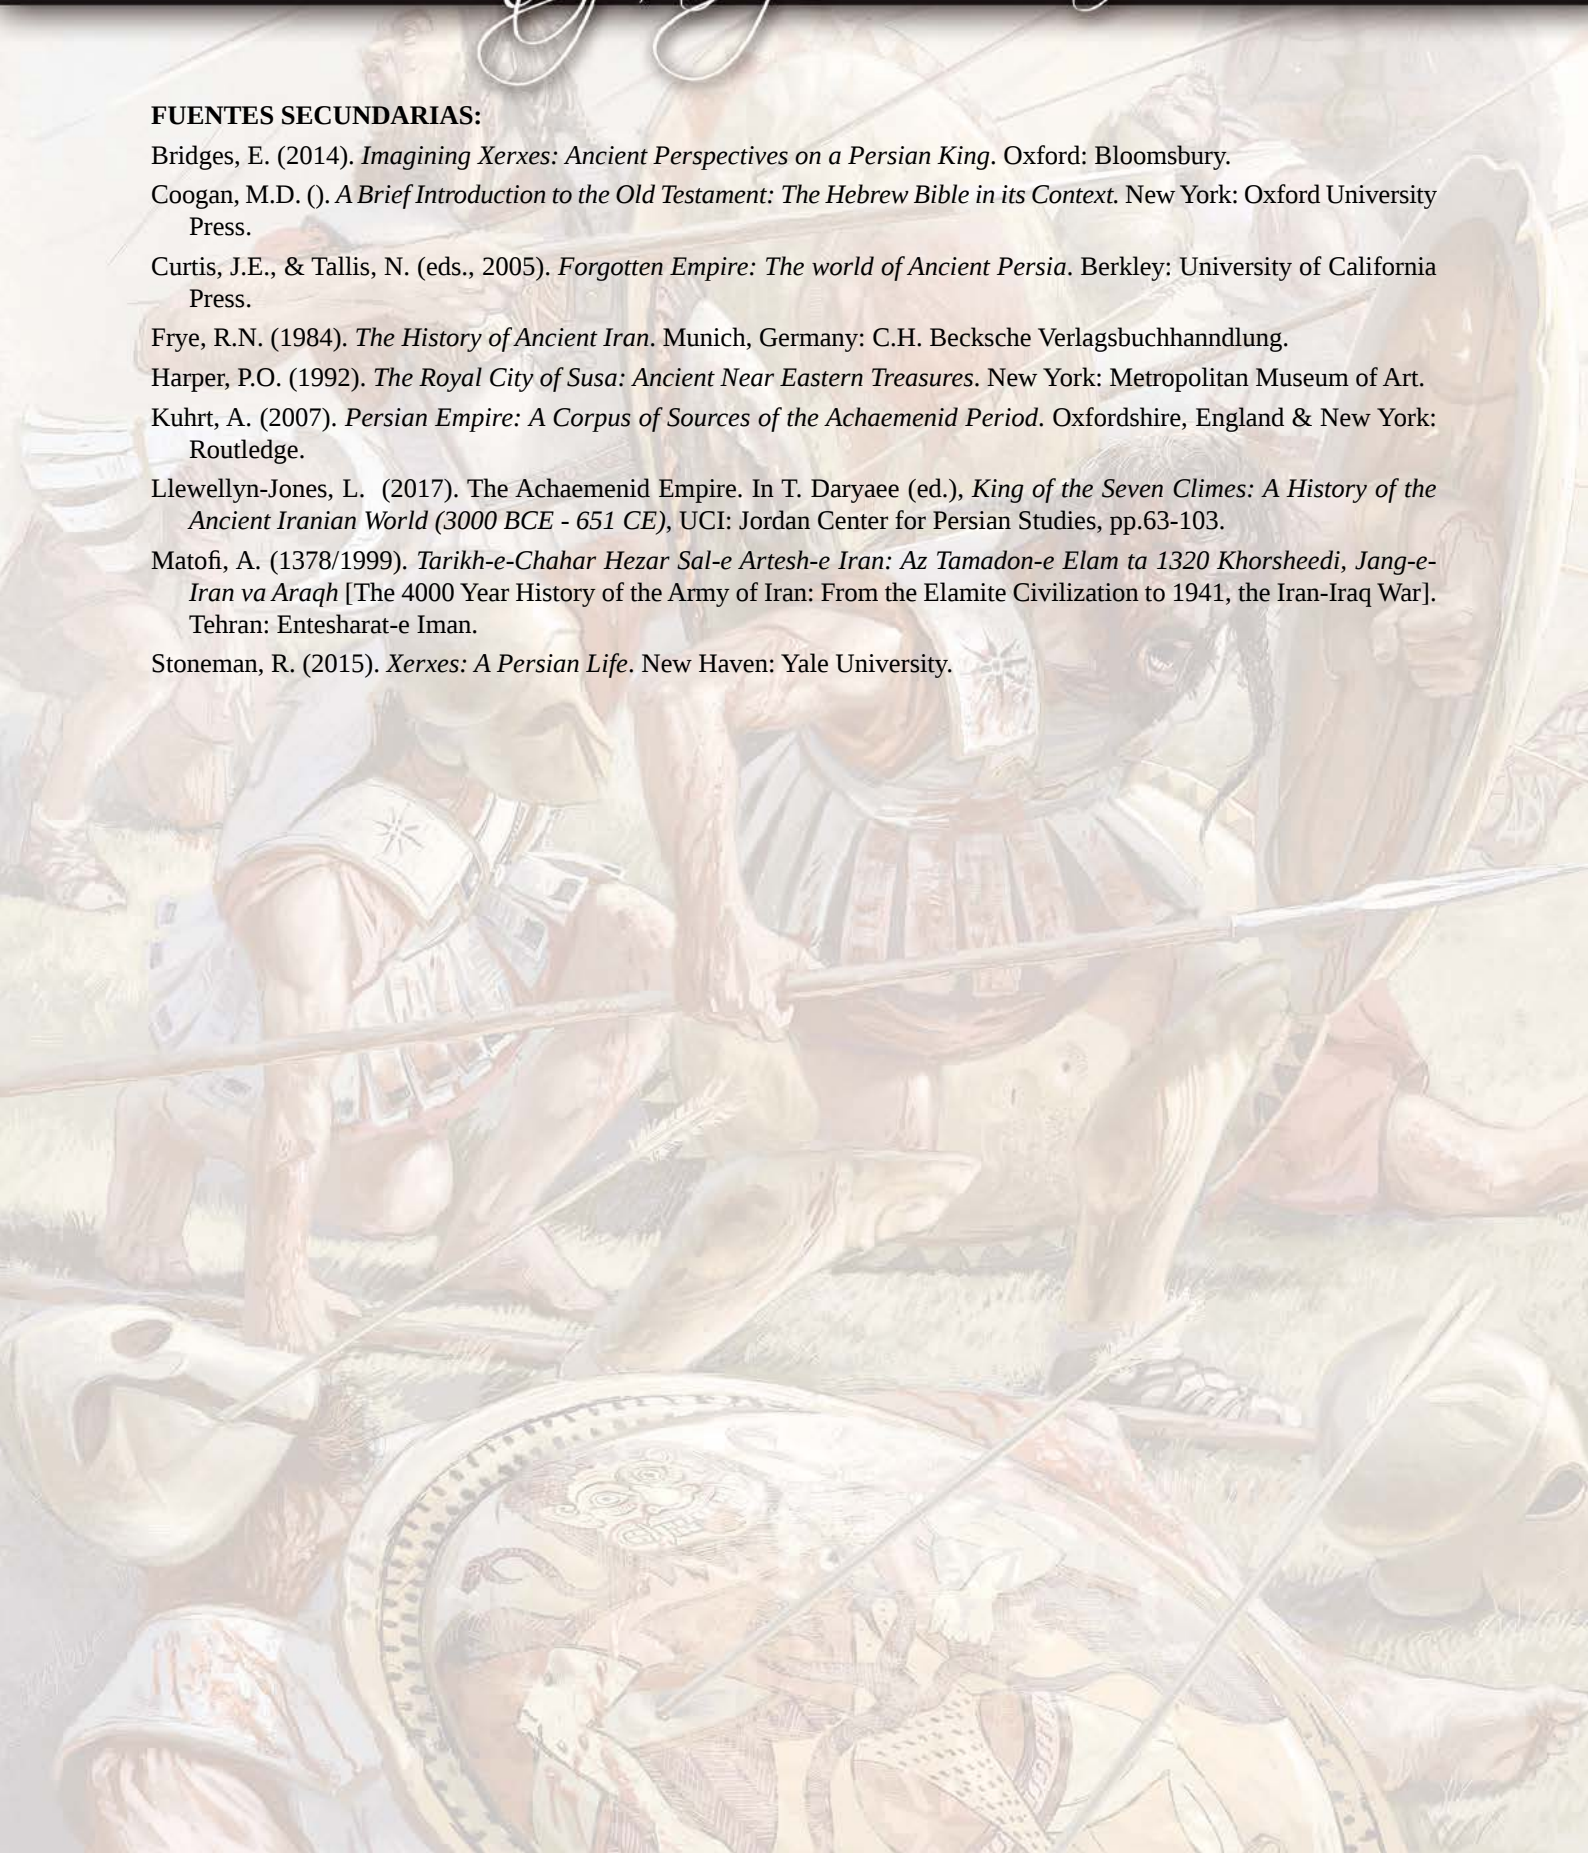 FUENTES SECUNDARIAS:
Bridges, E. (2014). Imagining Xerxes: Ancient Perspectives on a Persian King. Oxford: Bloomsbury.
Coogan, M.D. (). A Brief Introduction to the Old Testament: The Hebrew Bible in its Context. New York: Oxford University
Press.
Curtis, J.E., & Tallis, N. (eds., 2005). Forgotten Empire: The world of Ancient Persia. Berkley: University of California
Press.
Frye, R.N. (1984). The History of Ancient Iran. Munich, Germany: C.H. Becksche Verlagsbuchhanndlung.
Harper, P.O. (1992). The Royal City of Susa: Ancient Near Eastern Treasures. New York: Metropolitan Museum of Art.
Kuhrt, A. (2007). Persian Empire: A Corpus of Sources of the Achaemenid Period. Oxfordshire, England & New York:
Routledge.
Llewellyn-Jones, L. (2017). The Achaemenid Empire. In T. Daryaee (ed.), King of the Seven Climes: A History of the
Ancient Iranian World (3000 BCE - 651 CE), UCI: Jordan Center for Persian Studies, pp.63-103.
Matofi, A. (1378/1999). Tarikh-e-Chahar Hezar Sal-e Artesh-e Iran: Az Tamadon-e Elam ta 1320 Khorsheedi, Jang-e-
Iran va Araqh [The 4000 Year History of the Army of Iran: From the Elamite Civilization to 1941, the Iran-Iraq War].
Tehran: Entesharat-e Iman.
Stoneman, R. (2015). Xerxes: A Persian Life. New Haven: Yale University.